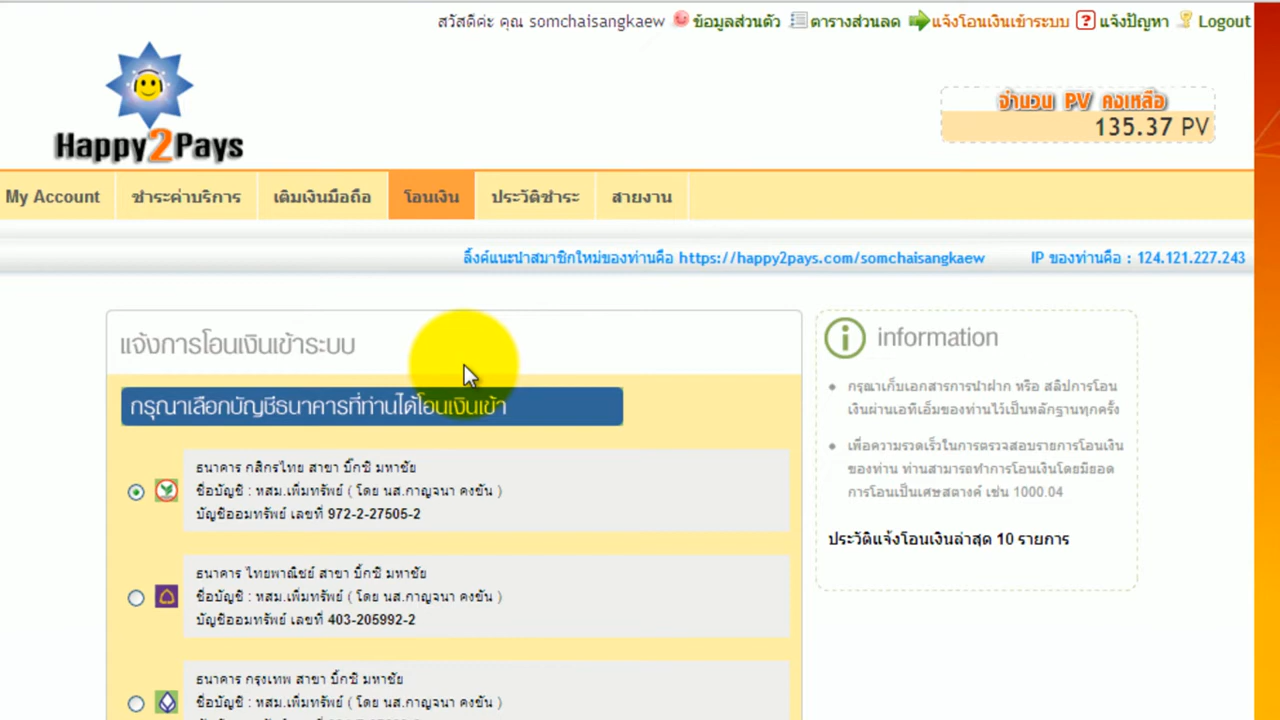 สวัสดีค่ะ คุณ somchaisangkaew ข้อมูลส่วนตัว ตารางส่วนลด แจ้งโอนเงินเข้าระบบ ? แจ้งปัญหา Logout
Happy2Pays
จำนวน PV คงเหลือ
135.37 PV
My Account ชำระค่าบริการ เติมเงินมือถือ โอนเงิน ประวัติชำระ สายงาน
ลิ้งค์แนะนำสมาชิกใหม่ของท่านคือ https://happy2pays.com/somchaisangkaew IP ของท่านคือ : 124.121.227.243
แจ้งการโอนเงินเข้าระบบ
กรุณาเลือกบัญชีธนาคารที่ท่านได้โอนเงินเข้า
ธนาคาร กสิกรไทย สาขา บิ๊กซี มหาชัย
ชื่อบัญชี : หสม.เพิ่มทรัพย์ ( โดย นส.กาญจนา คงขัน )
บัญชีออมทรัพย์ เลขที่ 972-2-27505-2
ธนาคาร ไทยพาณิชย์ สาขา บิ๊กซี มหาชัย
ชื่อบัญชี : หสม.เพิ่มทรัพย์ ( โดย นส.กาญจนา คงขัน )
บัญชีออมทรัพย์ เลขที่ 403-205992-2
ธนาคาร กรุงเทพ สาขา บิ๊กซี มหาชัย
ชื่อบัญชี : หสม.เพิ่มทรัพย์ ( โดย นส.กาญจนา คงขัน )
information
กรุณาเก็บเอกสารการนำฝาก หรือ สลิปการโอน
เงินผ่านเอทีเอ็มของท่านไว้เป็นหลักฐานทุกครั้ง
เพื่อความรวดเร็วในการตรวจสอบรายการโอนเงิน
ของท่าน ท่านสามารถทำการโอนเงินโดยมียอด
การโอนเป็นเศษสตางค์ เช่น 1000.04
ประวัติแจ้งโอนเงินล่าสุด 10 รายการ